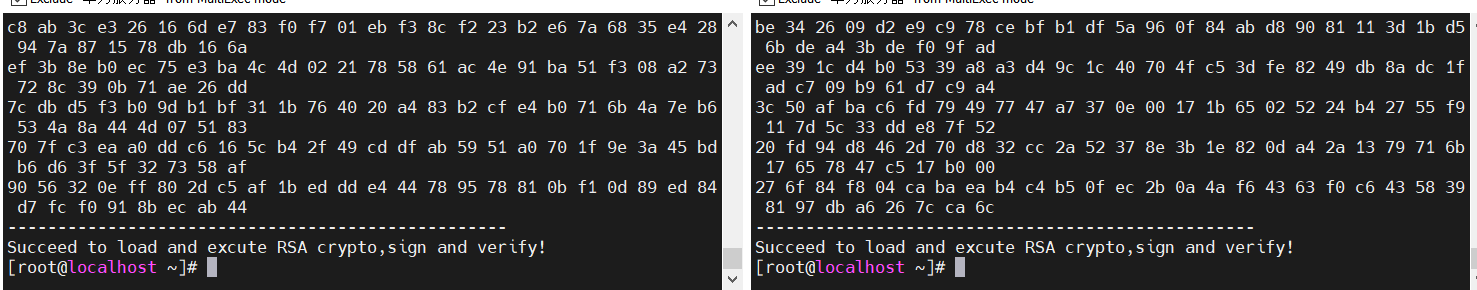 c8 ab 3c e3 26 16 6d e7 83 f0 f7 01 eb f3 8c f2 23 b2 e6 7a 68 35 e4 28
94 7a 87 15 78 db 16 6a
ef 3b 8e b0 ec 75 e3 ba 4c 4d 02 21 78 58 61 ac 4e 91 ba 51 f3 08 a2 73
72 8c 39 0b 71 ae 26 dd
7c db d5 f3 b0 9d b1 bf 31 1b 76 40 20 a4 83 b2 cf e4 b0 71 6b 4a 7e b6
53 4a 8a 44 4d 07 51 83
70 7f c3 ea a0 dd c6 16 5c b4 2f 49 cd df ab 59 51 a0 70 1f 9e 3a 45 bd
b6 d6 3f 5f 32 73 58 af
90 56 32 0e ff 80 2d c5 af 1b ed dd e4 44 78 95 78 81 0b f1 0d 89 ed 84
d7 fc f0 91 8b ec ab 44
--------------------------------------------------
Succeed to load and excute RSA crypto,sign and verify!
[root@localhost ~]#
be 34 26 09 d2 e9 c9 78 ce bf b1 df 5a 96 0f 84 ab d8 90 81 11 3d 1b d5
6b de a4 3b de f0 9f ad
ee 39 1c d4 b0 53 39 a8 a3 d4 9c 1c 40 70 4f c5 3d fe 82 49 db 8a dc 1f
ad c7 09 b9 61 d7 c9 a4
3c 50 af ba c6 fd 79 49 77 47 a7 37 0e 00 17 1b 65 02 52 24 b4 27 55 f9
11 7d 5c 33 dd e8 7f 52
20 fd 94 d8 46 2d 70 d8 32 cc 2a 52 37 8e 3b 1e 82 0d a4 2a 13 79 71 6b
17 65 78 47 c5 17 b0 00
27 6f 84 f8 04 ca ba ea b4 c4 b5 0f ec 2b 0a 4a f6 43 63 f0 c6 43 58 39
81 97 db a6 26 7c ca 6c
--------------------------------------------------
Succeed to load and excute RSA crypto,sign and verify!
[root@localhost ~]#